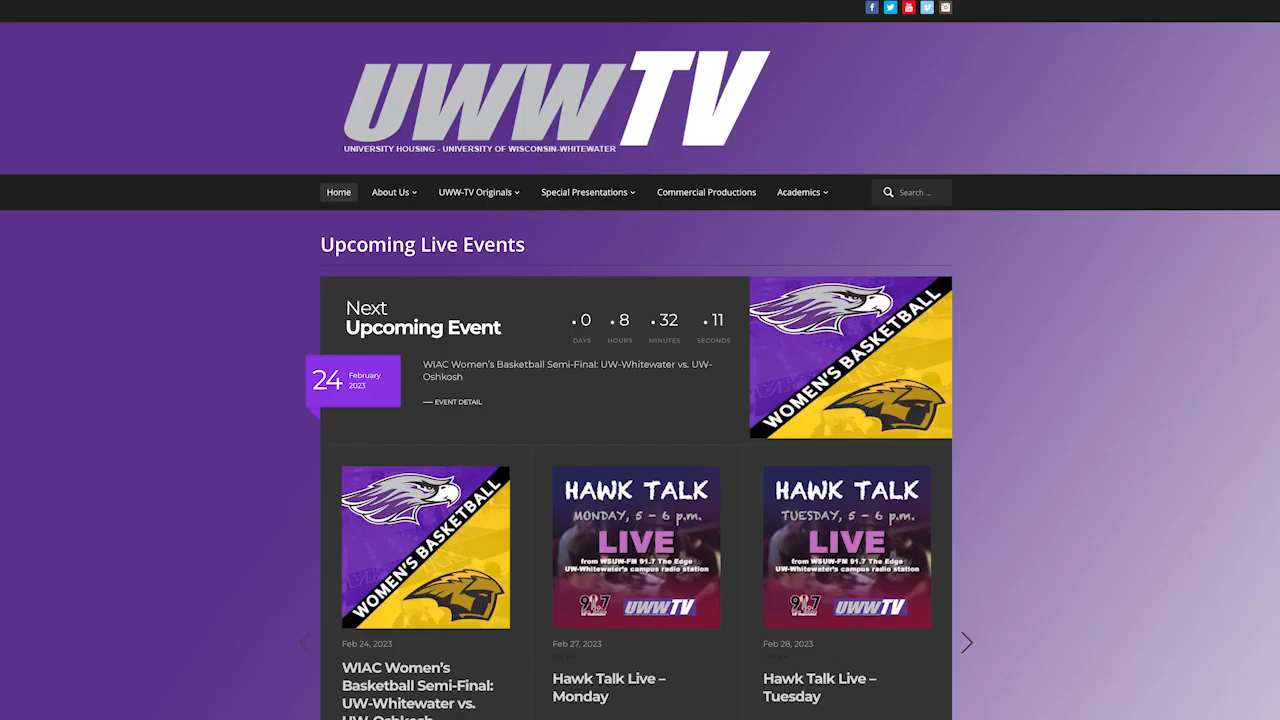 UWWTV
UNIVERSITY HOUSING - UNIVERSITY OF WISCONSIN-WHITEWATER
Home
About Us
UWW-TV Originals
Special Presentations
Commercial Productions
Academics
Search ...
Upcoming Live Events
Next
Upcoming Event
0
8
32
11
DAYS
HOURS
MINUTES
SECONDS
24
February
2023
WIAC Women's Basketball Semi-Final: UW-Whitewater vs. UW-
Oshkosh
EVENT DETAIL
WOMEN'S BASKETBALL
WOMEN'S BASKETBALL
Feb 24, 2023
WIAC Women's
Basketball Semi-Final:
UW-Whitewater vs.
UW-Oshkosh
HAWK TALK
MONDAY, 5 - 6 p.m.
LIVE
from WSUW-FM 91.7 The Edge
UW-Whitewater's campus radio station
91.7
UWWTV
Feb 27, 2023
Hawk Talk Live –
Monday
HAWK TALK
TUESDAY, 5 - 6 p.m.
LIVE
from WSUW-FM 91.7 The Edge
UW-Whitewater's campus radio station
91.7
UWWTV
Feb 28, 2023
Hawk Talk Live –
Tuesday